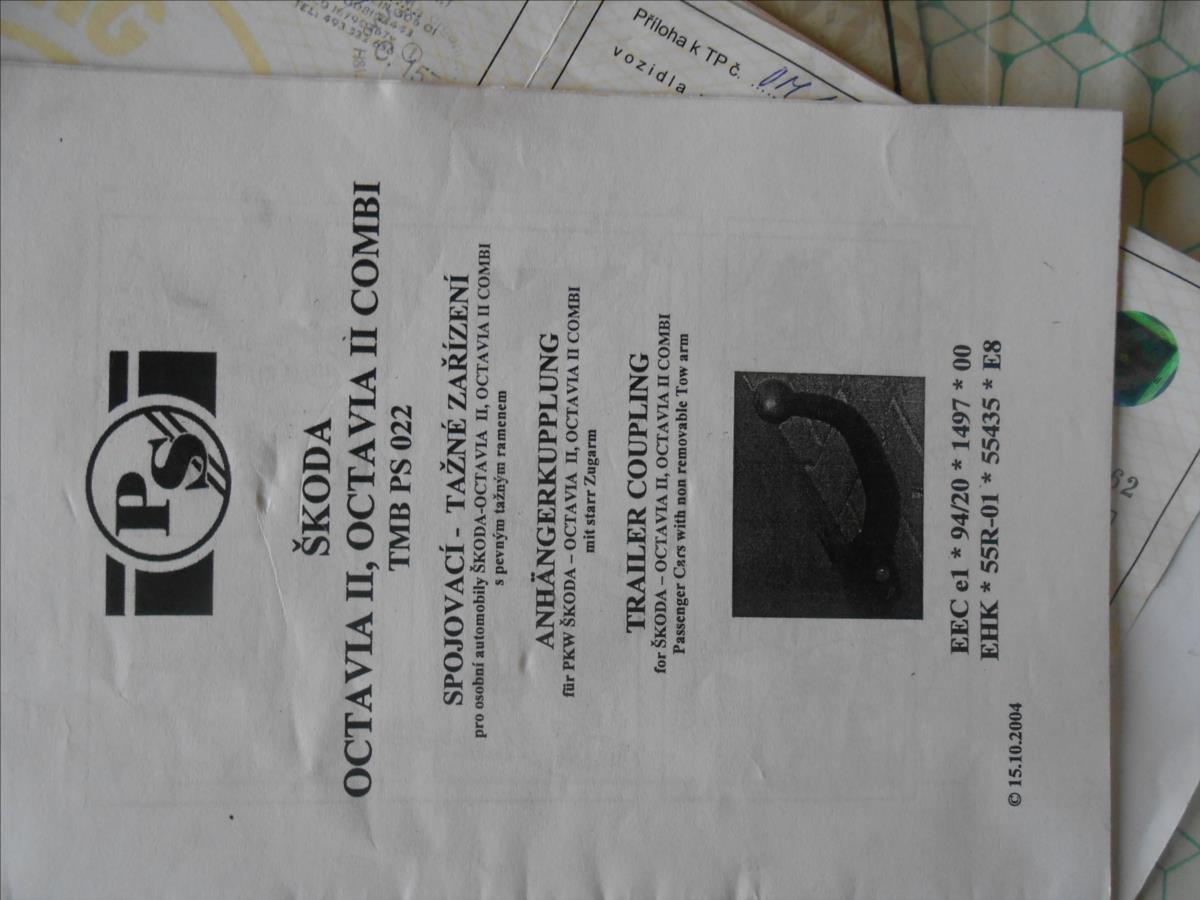 PS
ŠKODA
OCTAVIA II, OCTAVIA II COMBI
TMB PS 022
SPOJOVACÍ - TAŽNÉ ZAŘÍZENÍ
pro osobní automobily ŠKODA-OCTAVIA II, OCTAVIA II COMBI
s pevným tažným ramenem
ANHÄNGERKUPPLUNG
für PKW ŠKODA – OCTAVIA II, OCTAVIA II COMBI
mit starr Zugarm
TRAILER COUPLING
for ŠKODA – OCTAVIA II, OCTAVIA II COMBI
Passenger Cars with non removable Tow arm
EEC e1 * 94/20 * 1497 * 00
EHK * 55R-01 * 55435 * E8
© 15.10.2004
Příloha k TP č.
vozidla
62